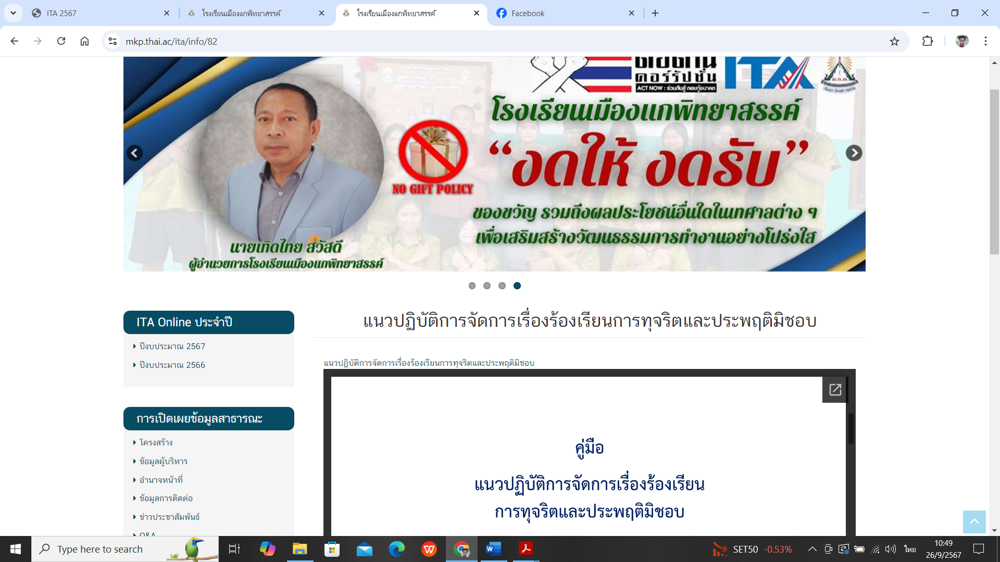 ITA 2567
โรงเรียนเมืองแกพิทยาสรรค์
โรงเรียนเมืองแกพิทยาสรรค์
Facebook
mkp.thai.ac/ita/info/82
คอร์รัปชั่น
ACT NOW : ร่วมกันสู้ กอบกู้อนาคต
ITA
ม.ก.พ.
โรงเรียนเมืองแกพิทยาสรรค์
“งดให้ งดรับ”
NO GIFT POLICY
ของขวัญ รวมถึงผลประโยชน์อื่นใดในเทศาลต่าง ๆ
เพื่อเสริมสร้างวัฒนธรรมการทำงานอย่างโปร่งใส
นายเทิดไทย สวัสดี
ผู้อำนวยการโรงเรียนเมืองแกพิทยาสรรค์
ITA Online ประจำปี
ปีงบประมาณ 2567
ปีงบประมาณ 2566
การเปิดเผยข้อมูลสาธารณะ
โครงสร้าง
ข้อมูลผู้บริหาร
อำนาจหน้าที่
ข้อมูลการติดต่อ
ข่าวประชาสัมพันธ์
Q&A
แนวปฏิบัติการจัดการเรื่องร้องเรียนการทุจริตและประพฤติมิชอบ
แนวปฏิบัติการจัดการเรื่องร้องเรียนการทุจริตและประพฤติมิชอบ
คู่มือ
แนวปฏิบัติการจัดการเรื่องร้องเรียน
การทุจริตและประพฤติมิชอบ
Type here to search
SET50 -0.53%
ไทย
10:49
26/9/2567